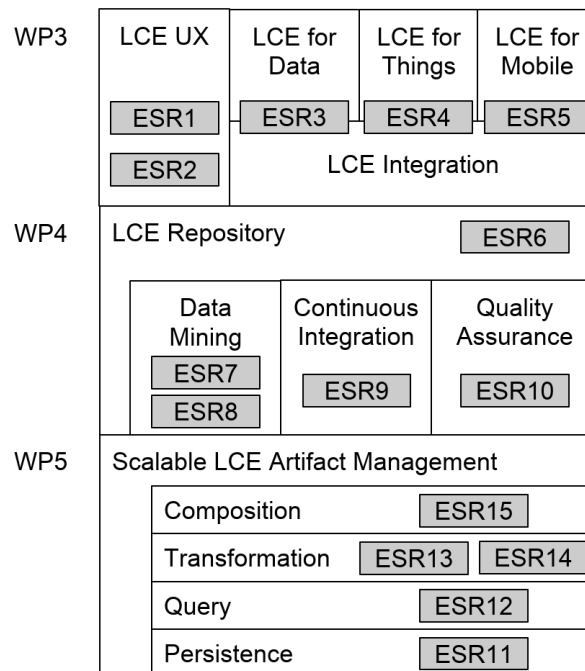 WP3
LCE UX
LCE for
Data
LCE for
Things
LCE for
Mobile
ESR1
ESR3
ESR4
ESR5
ESR2
LCE Integration
WP4
LCE Repository
ESR6
Data
Mining
Continuous
Integration
Quality
Assurance
ESR7
ESR8
ESR9
ESR10
WP5
Scalable LCE Artifact Management
Composition
ESR15
Transformation
ESR13
ESR14
Query
ESR12
Persistence
ESR11